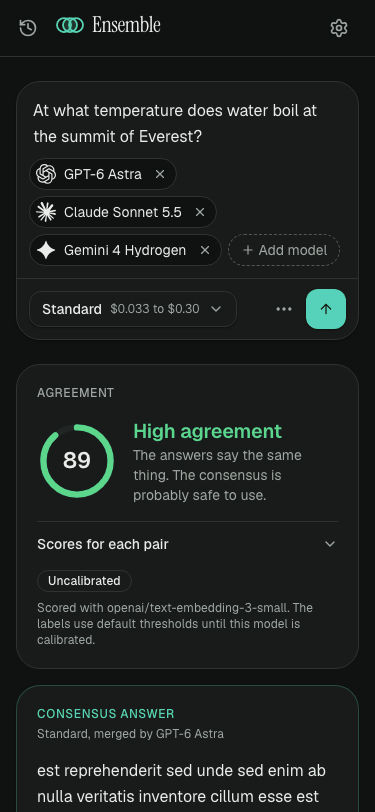 Ensemble
At what temperature does water boil at
the summit of Everest?
GPT-6 Astra
Claude Sonnet 5.5
Gemini 4 Hydrogen
+ Add model
Standard $0.033 to $0.30
AGREEMENT
89
High agreement
The answers say the same
thing. The consensus is
probably safe to use.
Scores for each pair
Uncalibrated
Scored with openai/text-embedding-3-small. The
labels use default thresholds until this model is
calibrated.
CONSENSUS ANSWER
Standard, merged by GPT-6 Astra
est reprehenderit sed unde sed enim ab
nulla veritatis inventore cillum esse est